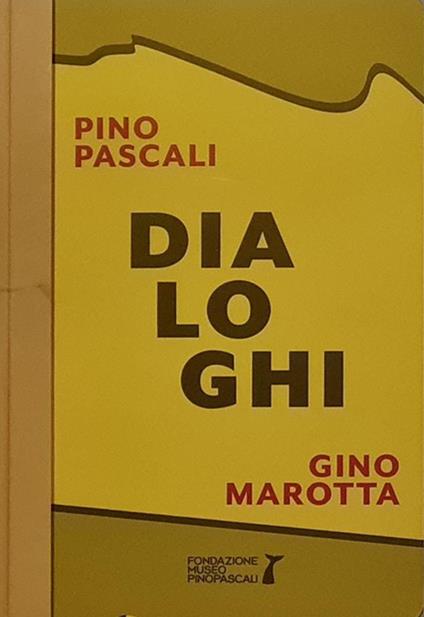 PINO
PASCALI
DIA
LO
GHI
GINO
MAROTTA
FONDAZIONE
MUSEO
PINOPASCALI